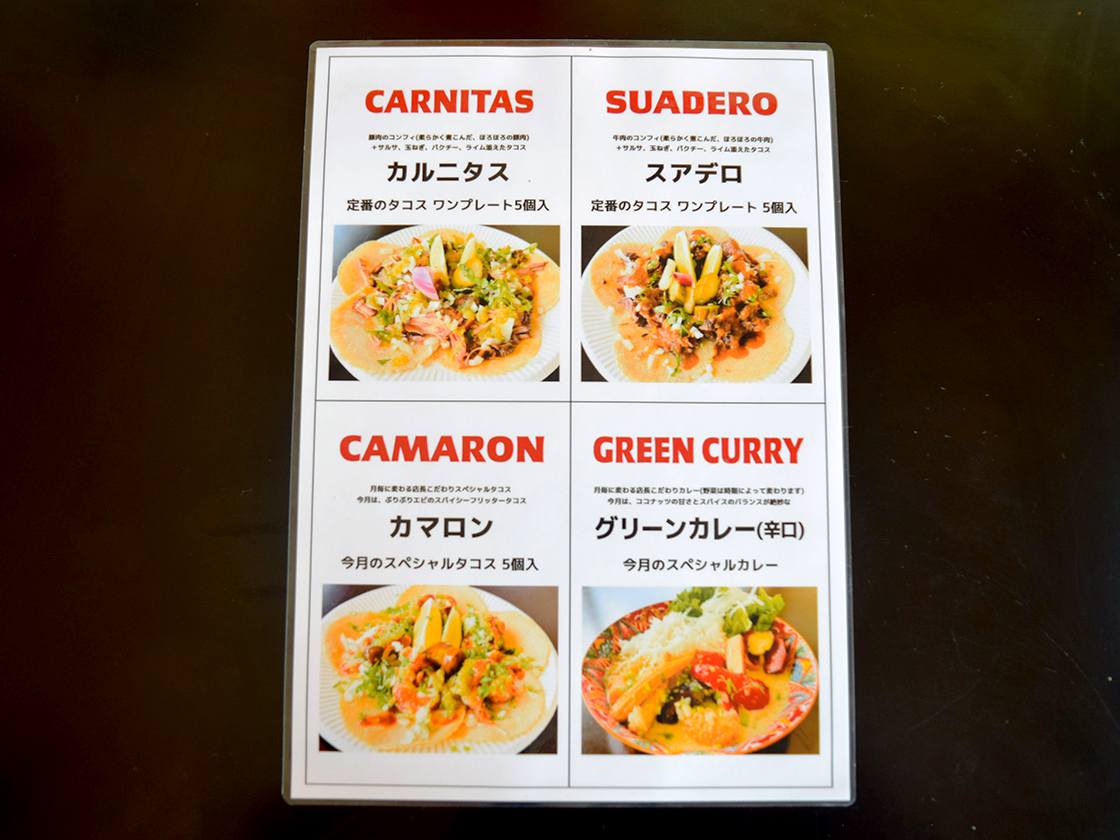 CARNITAS
豚肉のコンフィ(柔らかく煮こんだ、ほろほろの豚肉)
+サルサ、玉ねぎ、パクチー、ライム添えたタコス
カルニタス
定番のタコス ワンプレート5個入
SUADERO
牛肉のコンフィ(柔らかく煮こんだ、ほろほろの牛肉)
+サルサ、玉ねぎ、パクチー、ライム添えたタコス
スアデロ
定番のタコス ワンプレート 5個入
CAMARON
月毎に変わる店長こだわりスペシャルタコス
今月は、ぷりぷりエビのスパイシーフリッタータコス
カマロン
今月のスペシャルタコス 5個入
GREEN CURRY
月毎に変わる店長こだわりカレー(野菜は時期によって変わります)
今月は、ココナッツの甘さとスパイスのバランスが絶妙な
グリーンカレー(辛口)
今月のスペシャルカレー